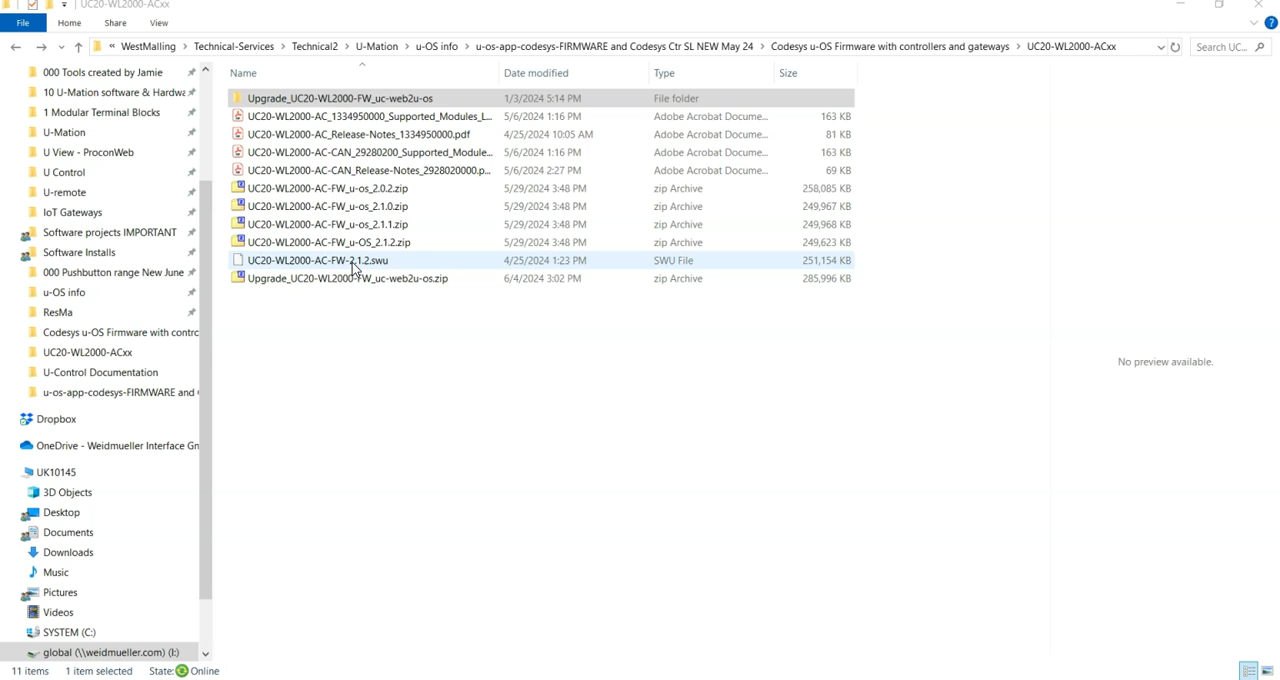 UC20-WL2000-ACxx
File Home Share View
« WestMalling > Technical-Services > Technical2 > U-Mation > u-OS info > u-os-app-codesys-FIRMWARE and Codesys Ctr SL NEW May 24 > Codesys u-OS Firmware with controllers and gateways > UC20-WL2000-ACxx
Search UC...
Name Date modified Type Size
Upgrade_UC20-WL2000-FW_uc-web2u-os 1/3/2024 5:14 PM File folder
UC20-WL2000-AC_1334950000_Supported_Modules_L... 5/6/2024 1:16 PM Adobe Acrobat Docume... 163 KB
UC20-WL2000-AC_Release-Notes_1334950000.pdf 4/25/2024 10:05 AM Adobe Acrobat Docume... 81 KB
UC20-WL2000-AC-CAN_29280200_Supported_Module... 5/6/2024 1:16 PM Adobe Acrobat Docume... 163 KB
UC20-WL2000-AC-CAN_Release-Notes_2928020000.p... 5/6/2024 2:27 PM Adobe Acrobat Docume... 69 KB
UC20-WL2000-AC-FW_u-os_2.0.2.zip 5/29/2024 3:48 PM zip Archive 258,085 KB
UC20-WL2000-AC-FW_u-os_2.1.0.zip 5/29/2024 3:48 PM zip Archive 249,967 KB
UC20-WL2000-AC-FW_u-os_2.1.1.zip 5/29/2024 3:48 PM zip Archive 249,968 KB
UC20-WL2000-AC-FW_u-OS_2.1.2.zip 5/29/2024 3:48 PM zip Archive 249,623 KB
UC20-WL2000-AC-FW-2.1.2.swu 4/25/2024 1:23 PM SWU File 251,154 KB
Upgrade_UC20-WL2000-FW_uc-web2u-os.zip 6/4/2024 3:02 PM zip Archive 285,996 KB
000 Tools created by Jamie
10 U-Mation software & Hardwa
1 Modular Terminal Blocks
U-Mation
U View - ProconWeb
U Control
U-remote
IoT Gateways
Software projects IMPORTANT
Software Installs
000 Pushbutton range New June
u-OS info
ResMa
Codesys u-OS Firmware with contro
UC20-WL2000-ACxx
U-Control Documentation
u-os-app-codesys-FIRMWARE and
Dropbox
OneDrive - Weidmueller Interface Gm
UK10145
3D Objects
Desktop
Documents
Downloads
Music
Pictures
Videos
SYSTEM (C:)
global (\\weidmueller.com) (I:)
No preview available.
11 items 1 item selected State: Online